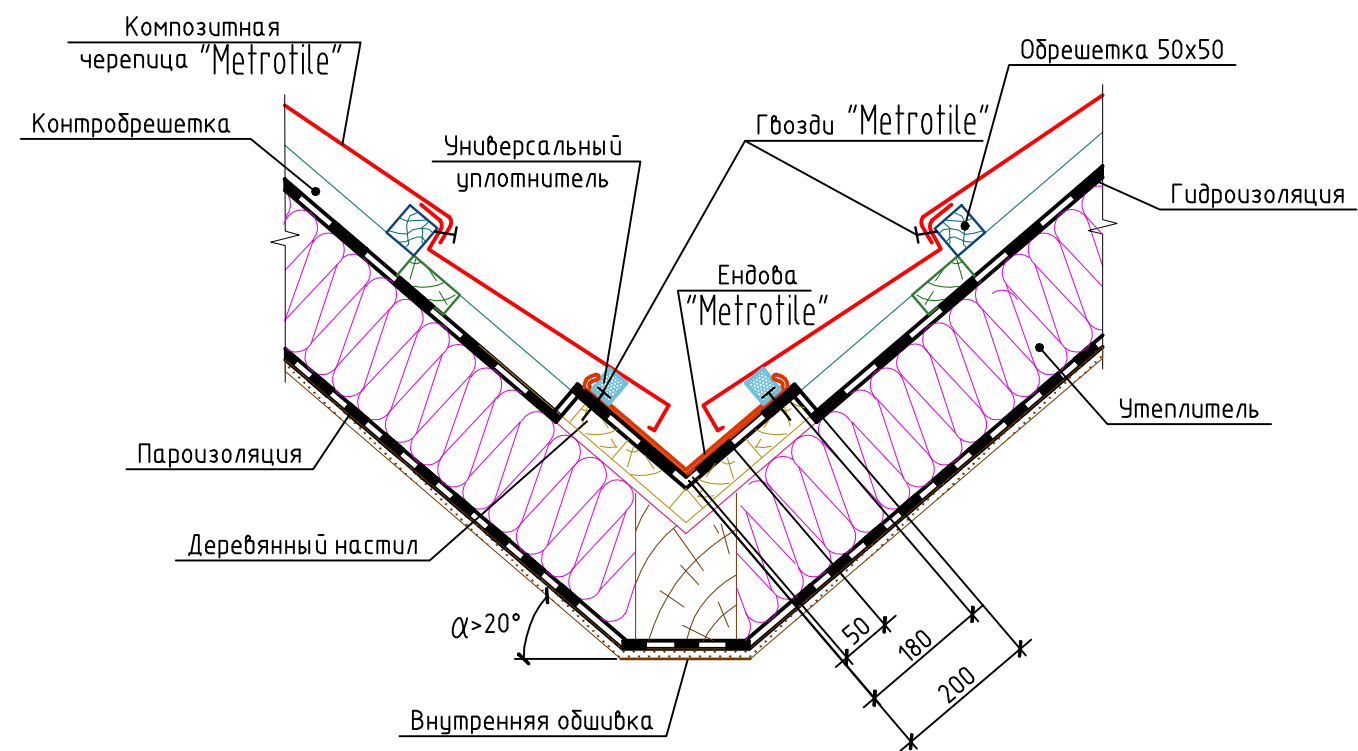 Композитная
черепица "Metrotile"
Обрешетка 50х50
Контробрешетка
Универсальный
уплотнитель
Гвозди "Metrotile"
Гидроизоляция
Ендова
"Metrotile"
Утеплитель
Пароизоляция
Деревянный настил
α>20°
50
180
200
Внутренняя обшивка